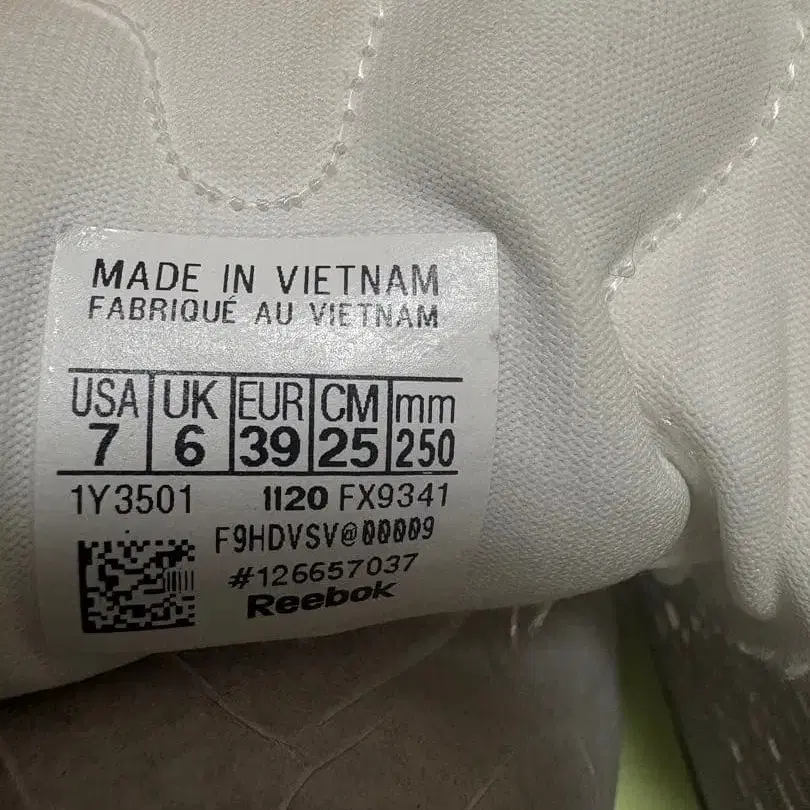 MADE IN VIETNAM
FABRIQUÉ AU VIETNAM
USA UK EUR CM mm
7 6 39 25 250
1Y3501 1120 FX9341
F9HDVSV@00009
#126657037
Reebok